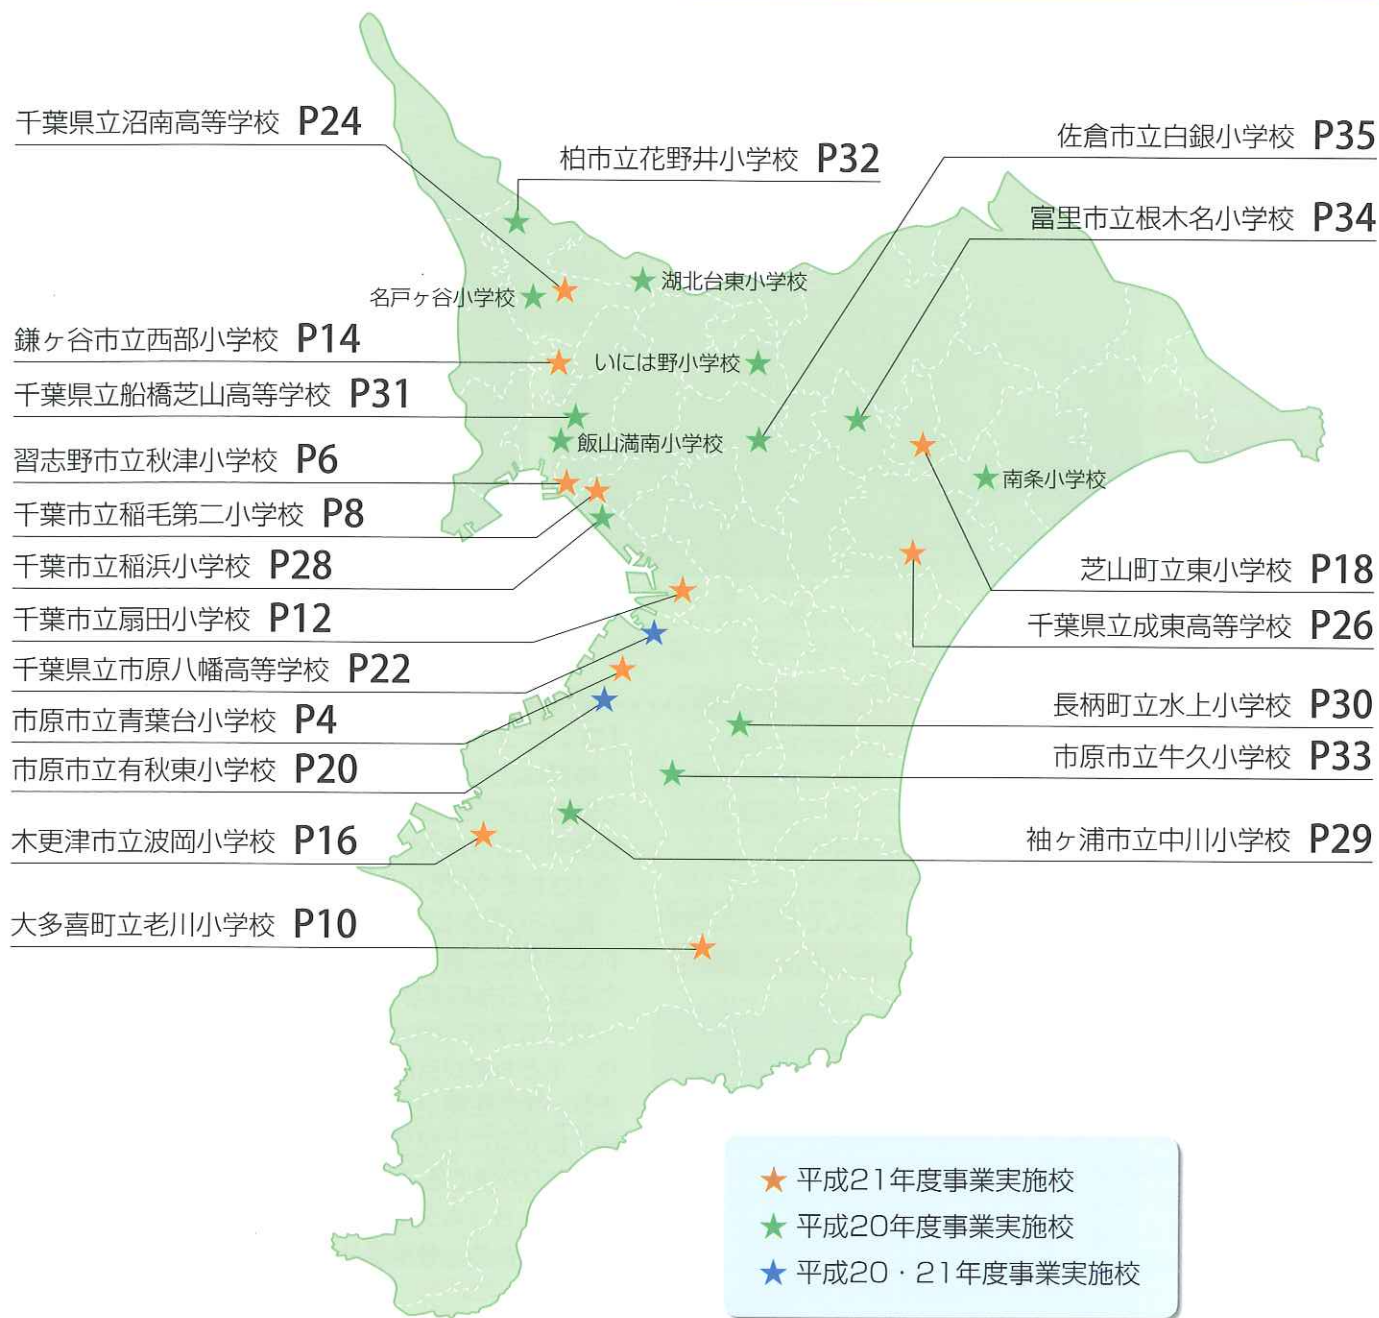 千葉県立沼南高等学校 P24
柏市立花野井小学校 P32
佐倉市立白銀小学校 P35
富里市立根木名小学校 P34
湖北台東小学校
名戸ヶ谷小学校
鎌ヶ谷市立西部小学校 P14
いには野小学校
千葉県立船橋芝山高等学校 P31
飯山満南小学校
習志野市立秋津小学校 P6
南条小学校
千葉市立稲毛第二小学校 P8
千葉市立稲浜小学校 P28
芝山町立東小学校 P18
千葉市立扇田小学校 P12
千葉県立成東高等学校 P26
千葉県立市原八幡高等学校 P22
長柄町立水上小学校 P30
市原市立青葉台小学校 P4
市原市立牛久小学校 P33
市原市立有秋東小学校 P20
木更津市立波岡小学校 P16
袖ヶ浦市立中川小学校 P29
大多喜町立老川小学校 P10
★ 平成21年度事業実施校
★ 平成20年度事業実施校
★ 平成20・21年度事業実施校